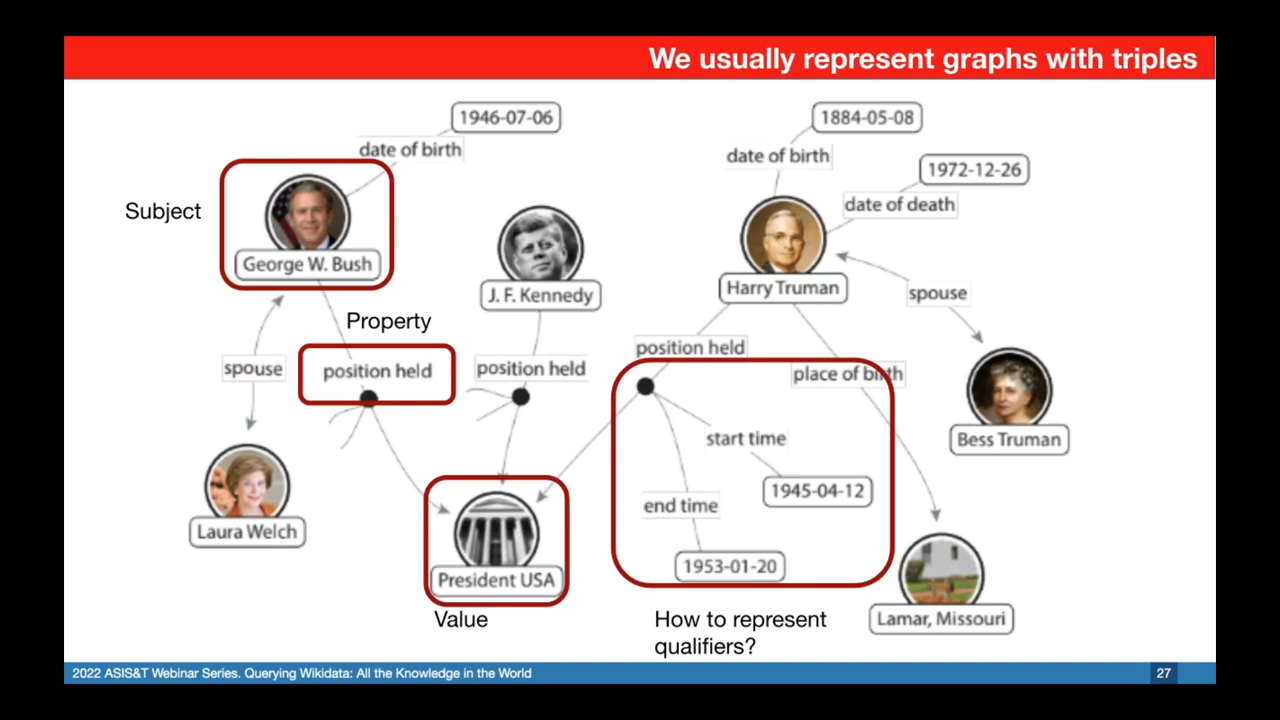 We usually represent graphs with triples
1946-07-06
date of birth
Subject
George W. Bush
Property
spouse
position held
Laura Welch
J. F. Kennedy
position held
President USA
Value
1884-05-08
date of birth
1972-12-26
date of death
Harry Truman
spouse
position held
place of birth
Bess Truman
start time
1945-04-12
end time
1953-01-20
Lamar, Missouri
How to represent
qualifiers?
2022 ASIS&T Webinar Series. Querying Wikidata: All the Knowledge in the World
27